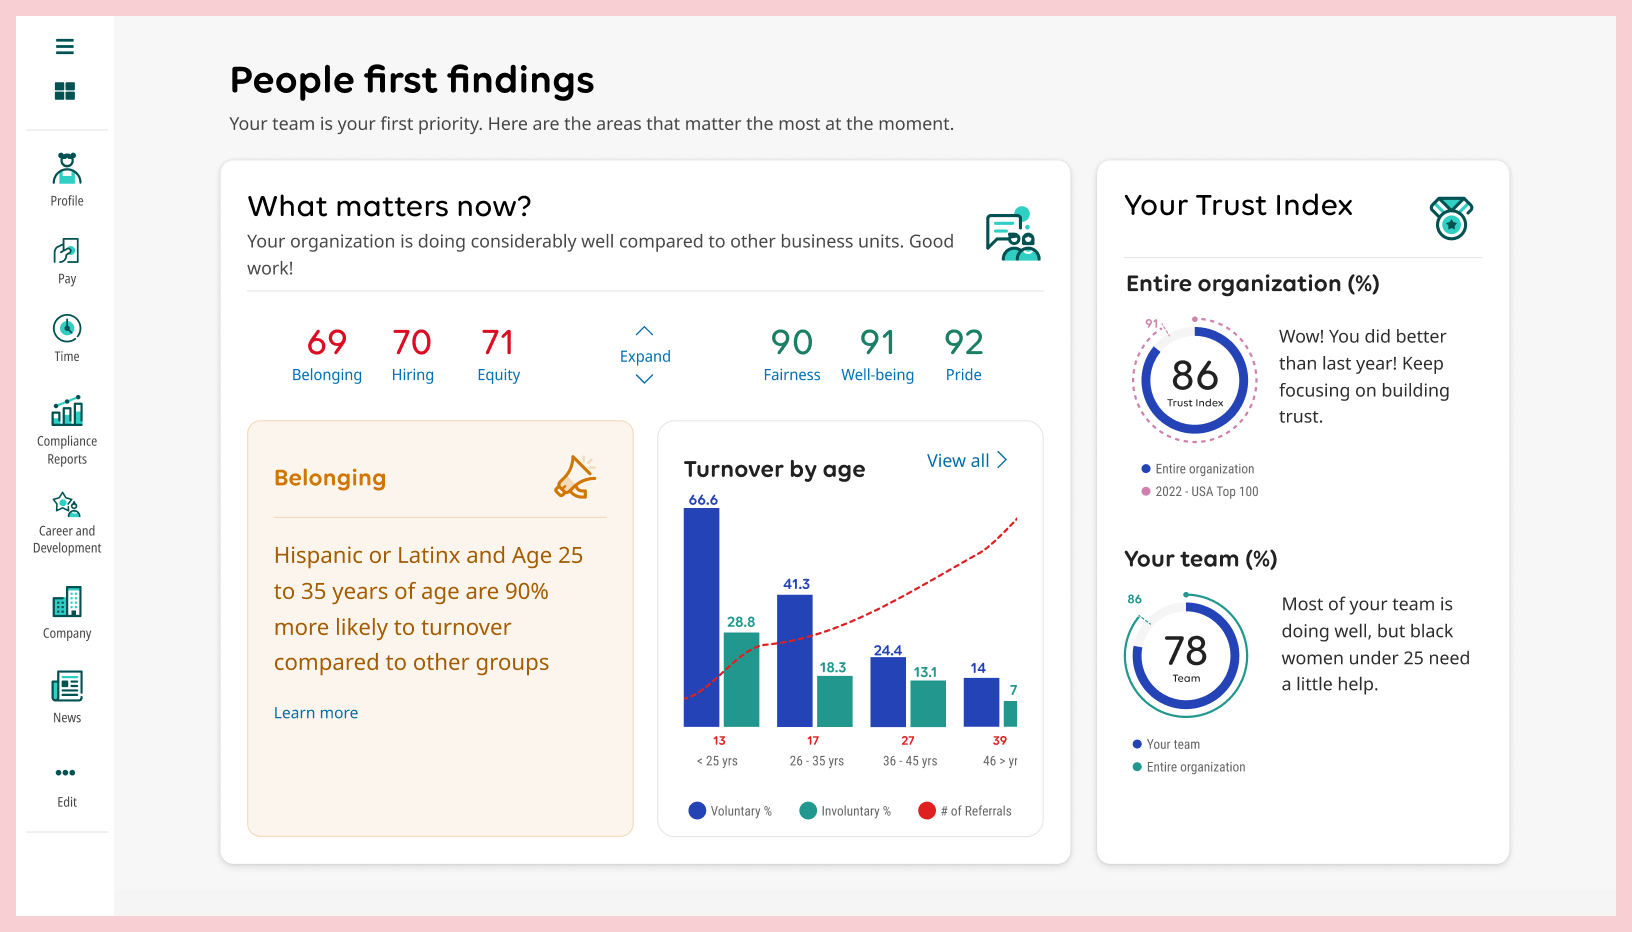 People first findings
Your team is your first priority. Here are the areas that matter the most at the moment.
Profile
Pay
Time
Compliance
Reports
Career and
Development
Company
News
Edit
What matters now?
Your organization is doing considerably well compared to other business units. Good
work!
69
Belonging
70
Hiring
71
Equity
Expand
90
Fairness
91
Well-being
92
Pride
Belonging
Hispanic or Latinx and Age 25
to 35 years of age are 90%
more likely to turnover
compared to other groups
Learn more
Turnover by age
View all
66.6
28.8
41.3
18.3
24.4
13.1
14
7
13
17
27
39
< 25 yrs
26 - 35 yrs
36 - 45 yrs
46 > yr
Voluntary %
Involuntary %
# of Referrals
Your Trust Index
Entire organization (%)
91
86
Trust Index
Wow! You did better
than last year! Keep
focusing on building
trust.
Entire organization
2022 - USA Top 100
Your team (%)
86
78
Team
Most of your team is
doing well, but black
women under 25 need
a little help.
Your team
Entire organization